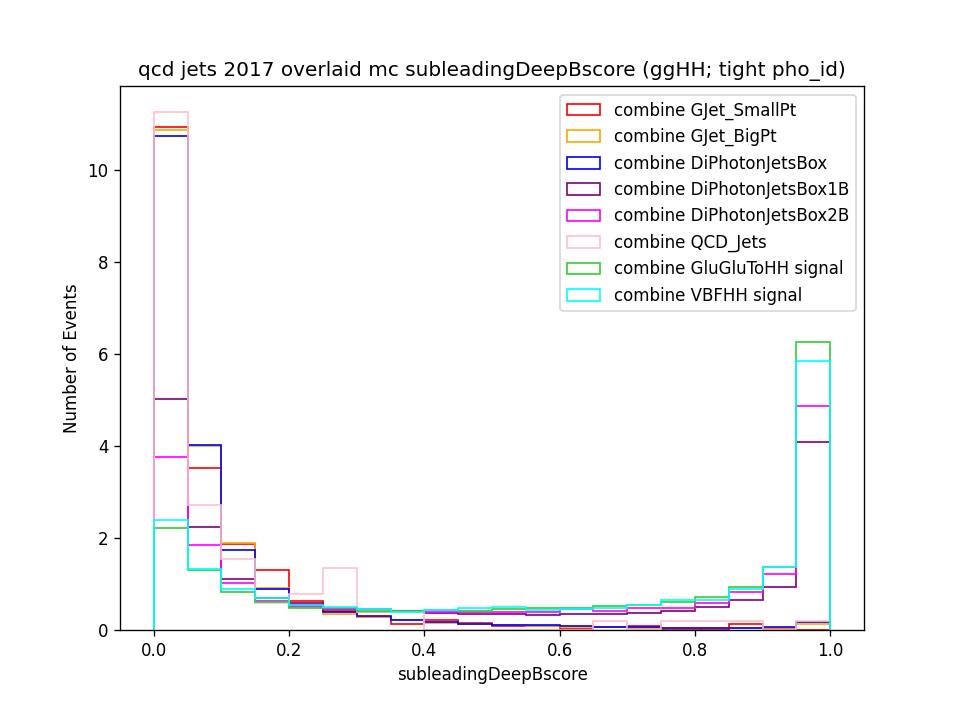 qcd jets 2017 overlaid mc subleadingDeepBscore (ggHH; tight pho_id)
combine GJet_SmallPt
combine GJet_BigPt
combine DiPhotonJetsBox
combine DiPhotonJetsBox1B
combine DiPhotonJetsBox2B
combine QCD_Jets
combine GluGluToHH signal
combine VBFHH signal
Number of Events
10
8
6
4
2
0
0.0 0.2 0.4 0.6 0.8 1.0
subleadingDeepBscore